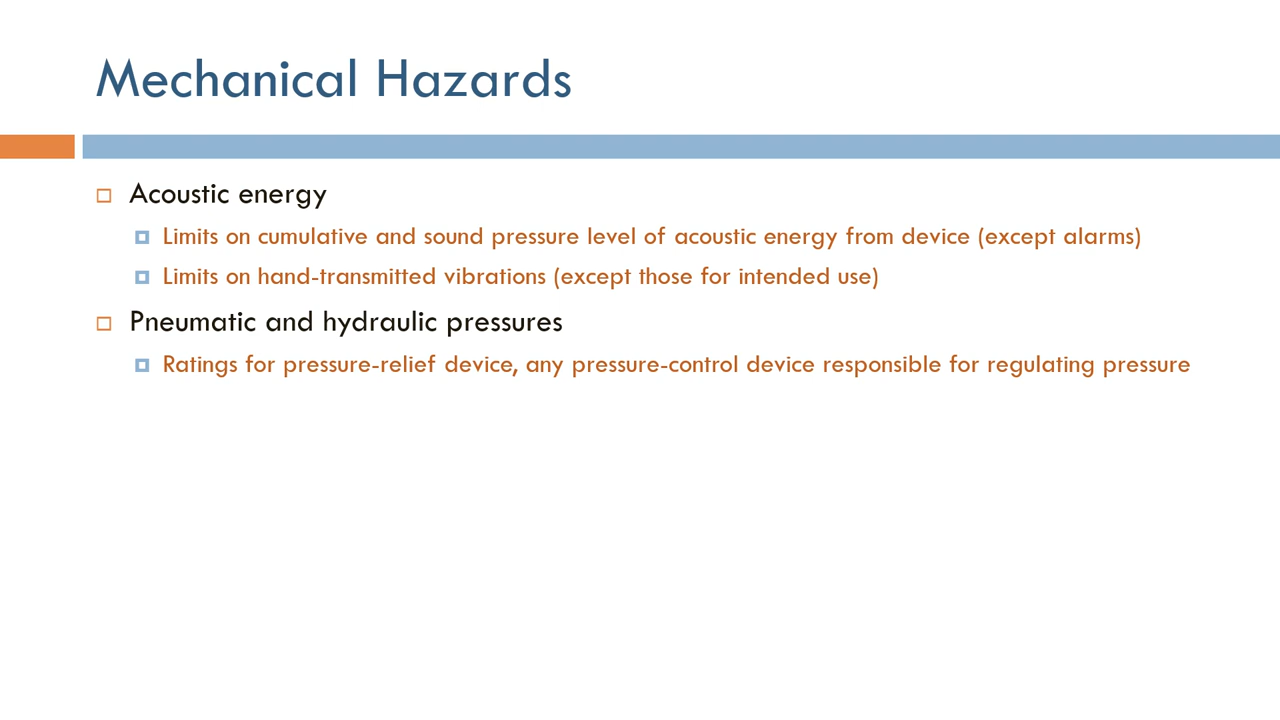 Mechanical Hazards
Acoustic energy
Limits on cumulative and sound pressure level of acoustic energy from device (except alarms)
Limits on hand-transmitted vibrations (except those for intended use)
Pneumatic and hydraulic pressures
Ratings for pressure-relief device, any pressure-control device responsible for regulating pressure